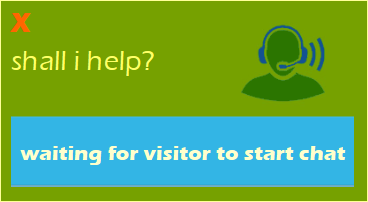 X
shall i help?
waiting for visitor to start chat